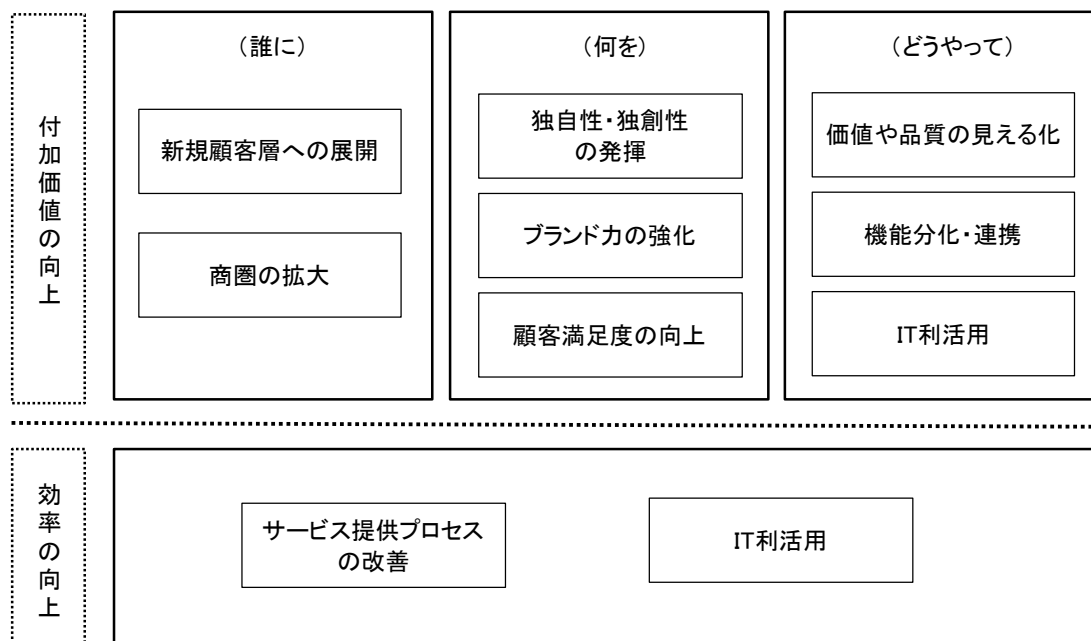 付加価値の向上
(誰に)
新規顧客層への展開
商圏の拡大
(何を)
独自性・独創性
の発揮
ブランド力の強化
顧客満足度の向上
(どうやって)
価値や品質の見える化
機能分化・連携
IT利活用
効率の向上
サービス提供プロセス
の改善
IT利活用